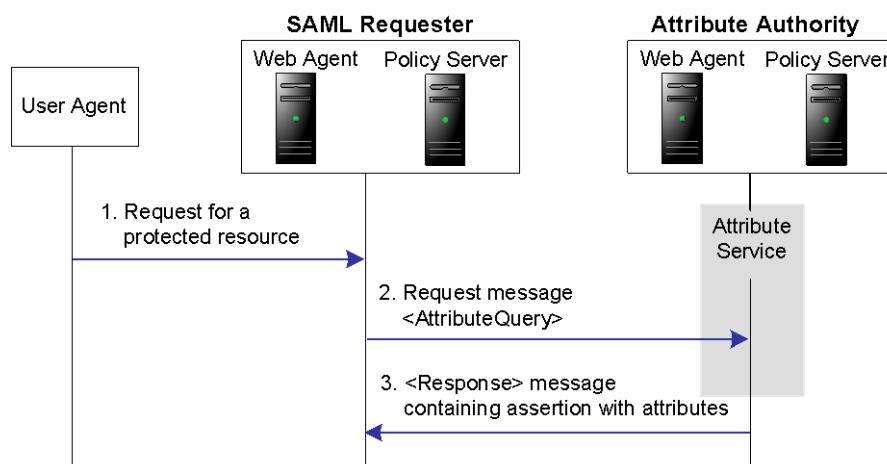 SAML Requester
Attribute Authority
Web Agent
Policy Server
Web Agent
Policy Server
User Agent
1. Request for a
protected resource
Attribute
Service
2. Request message
<AttributeQuery>
3. <Response> message
containing assertion with attributes